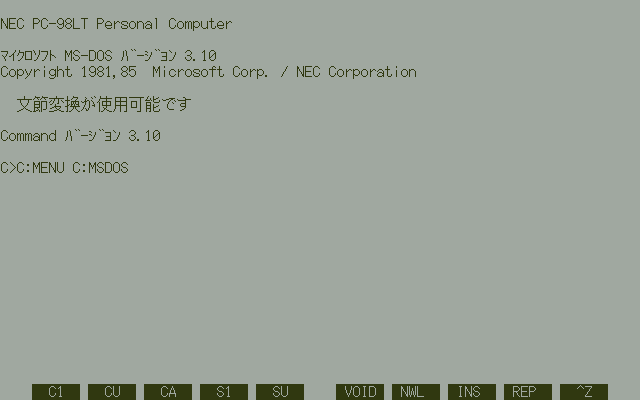 NEC PC-98LT Personal Computer
ﾏｲｸﾛｿﾌﾄ MS-DOS ﾊﾞｰｼﾞｮﾝ 3.10
Copyright 1981,85  Microsoft Corp. / NEC Corporation
文節変換が使用可能です
Command ﾊﾞｰｼﾞｮﾝ 3.10
C>C:MENU C:MSDOS
C1 CU CA S1 SU VOID NWL INS REP ^Z